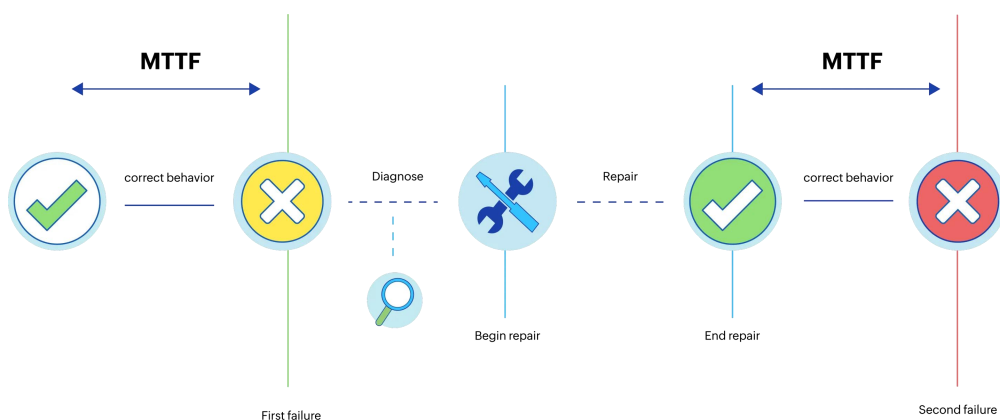 MTTF
MTTF
correct behavior
Diagnose
Repair
correct behavior
Begin repair
End repair
First failure
Second failure